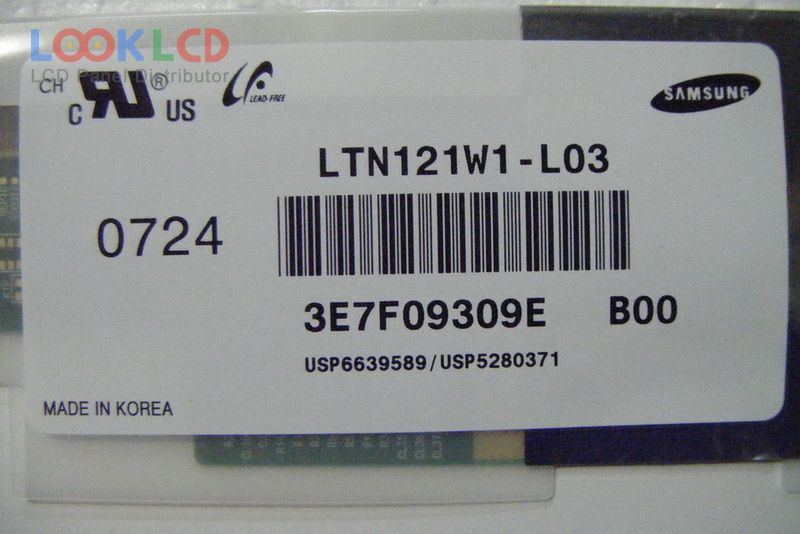 LOOKLCD
LCD Panel Distributor
CH
C ® US
LEAD-FREE
SAMSUNG
LTN121W1-L03
0724
3E7F09309E B00
USP6639589/USP5280371
MADE IN KOREA